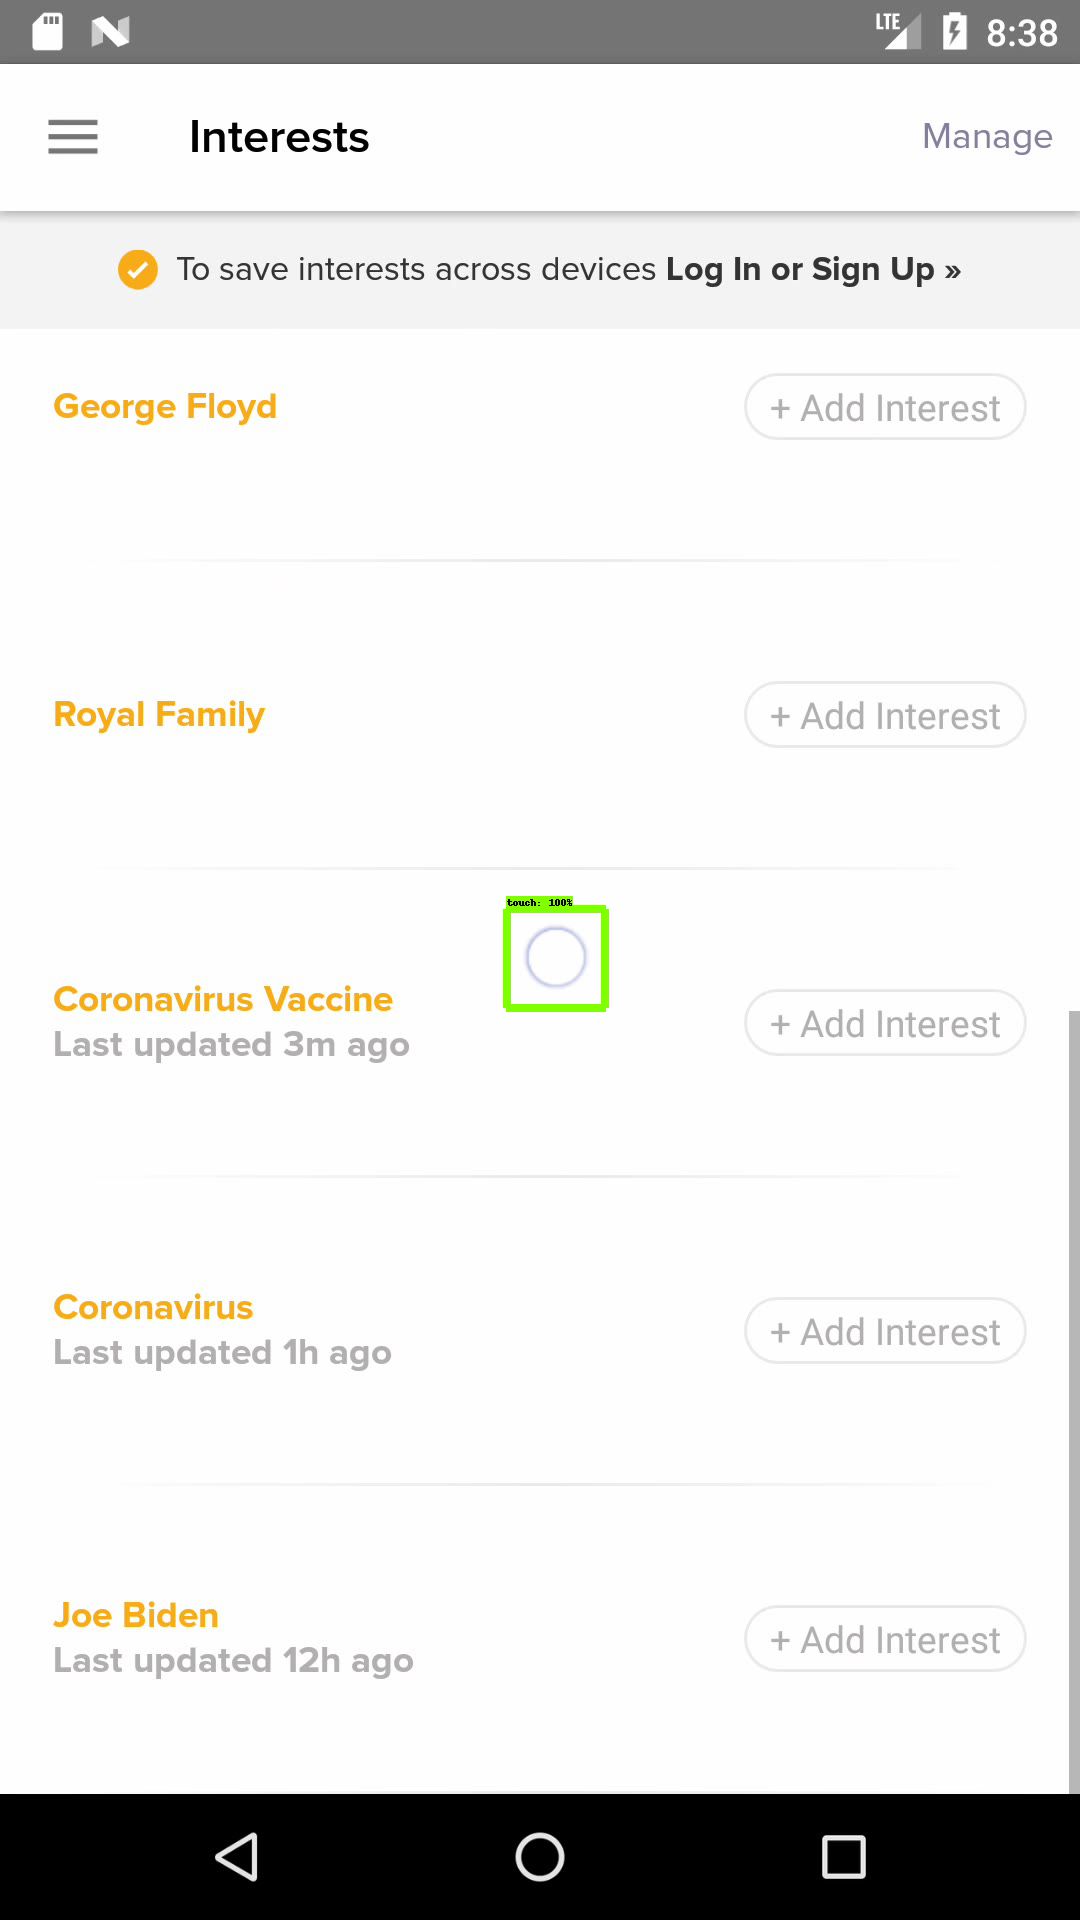 LTE 8:38
Interests
Manage
To save interests across devices Log In or Sign Up »
George Floyd
+ Add Interest
Royal Family
+ Add Interest
touch: 100%
Coronavirus Vaccine
Last updated 3m ago
+ Add Interest
Coronavirus
Last updated 1h ago
+ Add Interest
Joe Biden
Last updated 12h ago
+ Add Interest